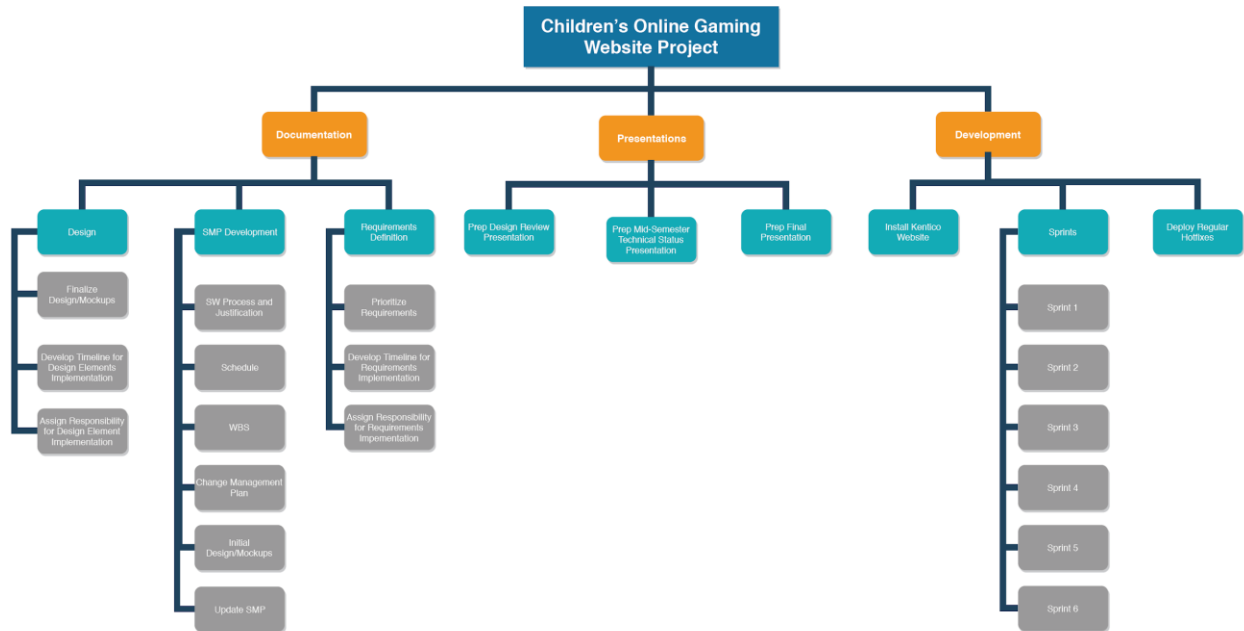 Children's Online Gaming
Website Project
Documentation
Presentations
Development
Design
SMP Development
Requirements
Definition
Prep Design Review
Presentation
Prep Mid-Semester
Technical Status
Presentation
Prep Final
Presentation
Install Kentico
Website
Sprints
Deploy Regular
Hotfixes
Finalize
Design/Mockups
Develop Timeline for
Design Elements
Implementation
Assign Responsibility
for Design Element
Implementation
SW Process and
Justification
Schedule
WBS
Change Management
Plan
Initial
Design/Mockups
Update SMP
Prioritize
Requirements
Develop Timeline for
Requirements
Implementation
Assign Responsibility
for Requirements
Impementation
Sprint 1
Sprint 2
Sprint 3
Sprint 4
Sprint 5
Sprint 6